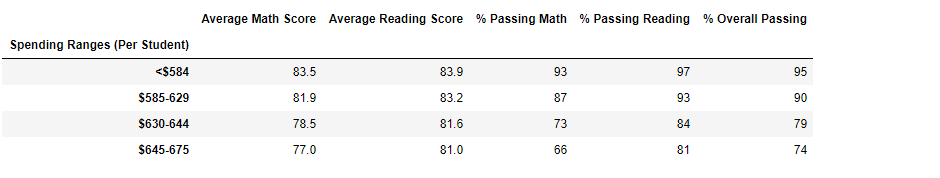 Average Math Score Average Reading Score % Passing Math % Passing Reading % Overall Passing
Spending Ranges (Per Student)
<$584 83.5 83.9 93 97 95
$585-629 81.9 83.2 87 93 90
$630-644 78.5 81.6 73 84 79
$645-675 77.0 81.0 66 81 74